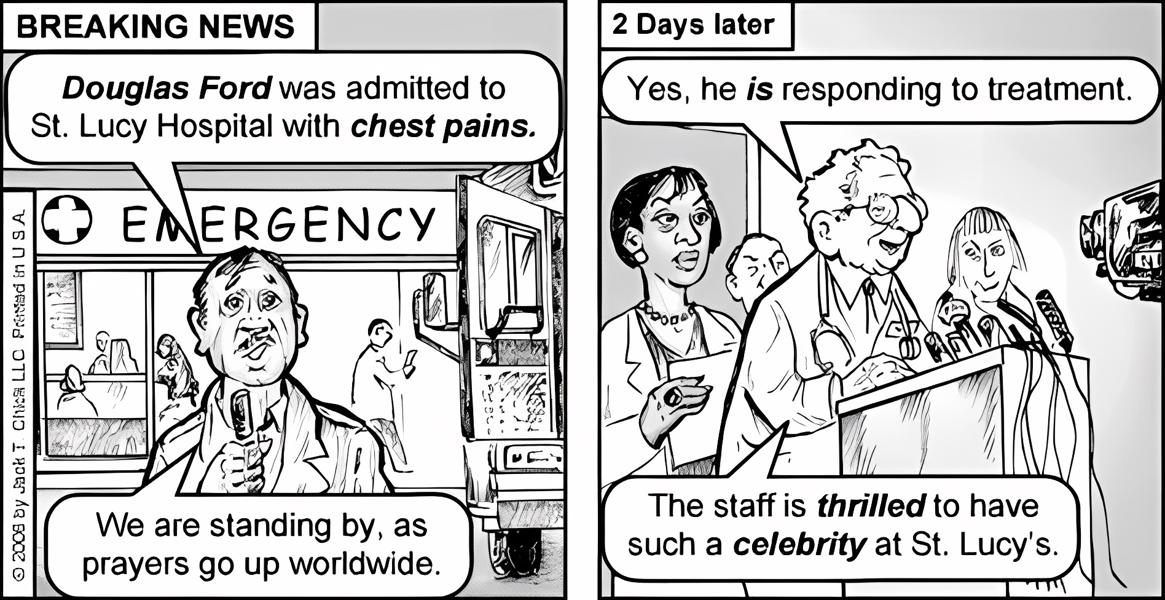 BREAKING NEWS
Douglas Ford was admitted to
St. Lucy Hospital with chest pains.
EMERGENCY
We are standing by, as
prayers go up worldwide.
© 2008 by Jack T. Chick LLC Printed in U.S.A.
2 Days later
Yes, he is responding to treatment.
The staff is thrilled to have
such a celebrity at St. Lucy's.